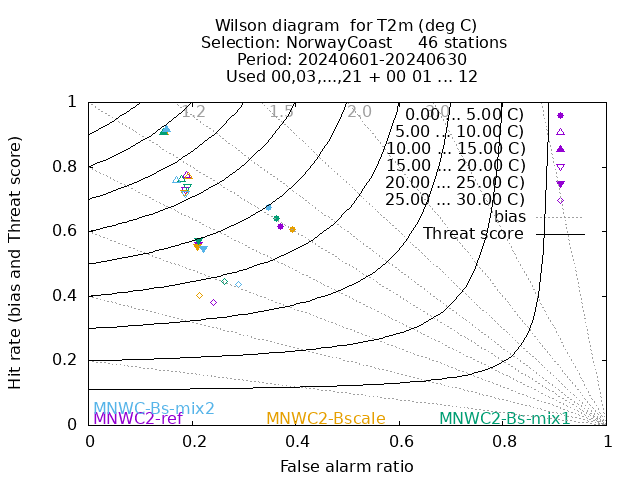 Wilson diagram  for T2m (deg C)
Selection: NorwayCoast     46 stations
Period: 20240601-20240630
Used 00,03,...,21 + 00 01 ... 12
Hit rate (bias and Threat score)
1
0.8
0.6
0.4
0.2
0
1.2 1.5 2.0 3.0
0.00 ... 5.00 C)
5.00 ... 10.00 C)
10.00 ... 15.00 C)
15.00 ... 20.00 C)
20.00 ... 25.00 C)
25.00 ... 30.00 C)
bias
Threat score
MNWC-Bs-mix2
MNWC2-ref MNWC2-Bscale MNWC2-Bs-mix1
0 0.2 0.4 0.6 0.8 1
False alarm ratio